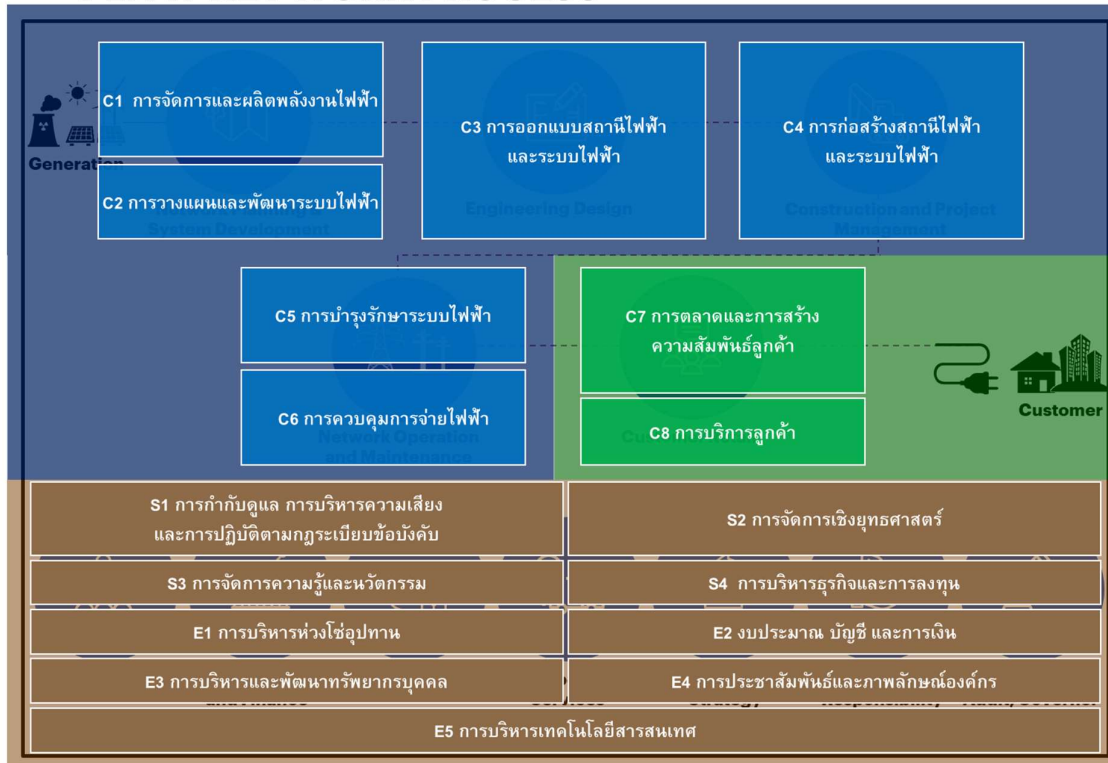 C1 การจัดการและผลิตพลังงานไฟฟ้า
Generation
C2 การวางแผนและพัฒนาระบบไฟฟ้า
System Development
C3 การออกแบบสถานีไฟฟ้า
และระบบไฟฟ้า
Engineering Design
C4 การก่อสร้างสถานีไฟฟ้า
และระบบไฟฟ้า
Construction and Project
Management
C5 การบำรุงรักษาระบบไฟฟ้า
C6 การควบคุมการจ่ายไฟฟ้า
Network Operation
and Maintenance
C7 การตลาดและการสร้าง
ความสัมพันธ์ลูกค้า
C8 การบริการลูกค้า
Customer
S1 การกำกับดูแล การบริหารความเสี่ยง
และการปฏิบัติตามกฎระเบียบข้อบังคับ
S2 การจัดการเชิงยุทธศาสตร์
S3 การจัดการความรู้และนวัตกรรม
S4 การบริหารธุรกิจและการลงทุน
E1 การบริหารห่วงโซ่อุปทาน
E2 งบประมาณ บัญชี และการเงิน
E3 การบริหารและพัฒนาทรัพยากรบุคคล
E4 การประชาสัมพันธ์และภาพลักษณ์องค์กร
E5 การบริหารเทคโนโลยีสารสนเทศ